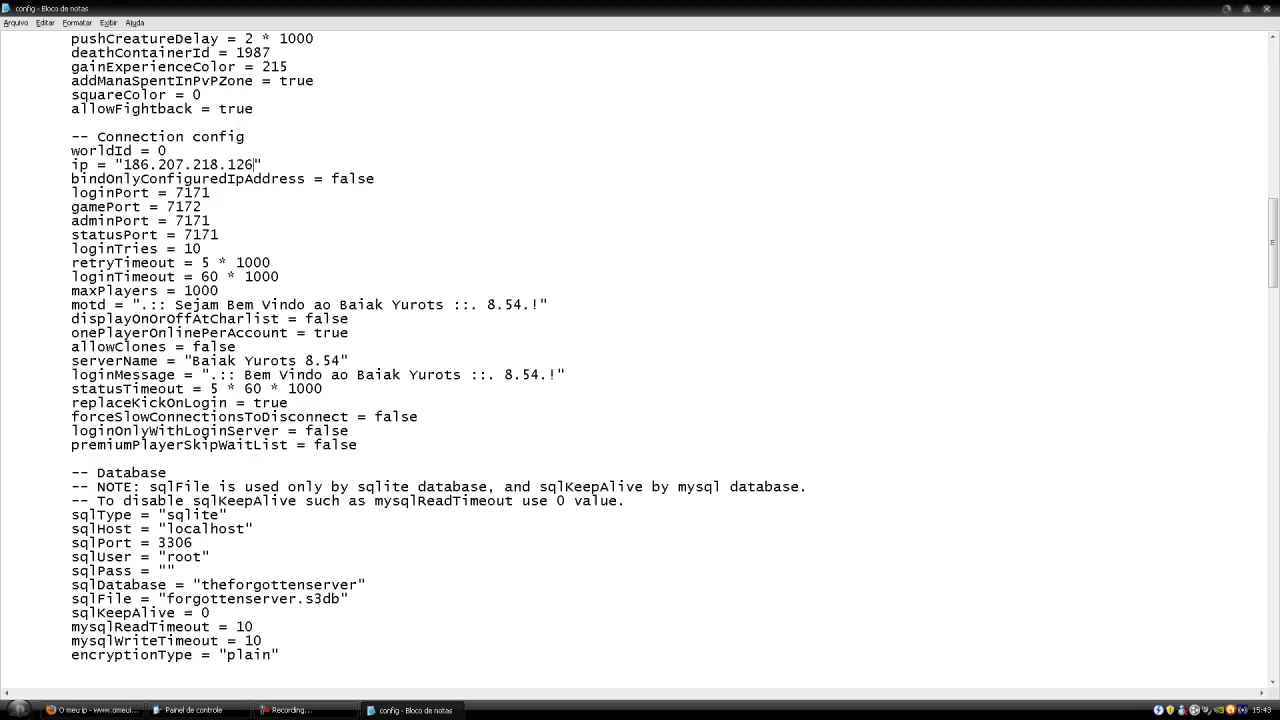 config - Bloco de notas
Arquivo Editar Formatar Exibir Ajuda
pushCreatureDelay = 2 * 1000
deathContainerId = 1987
gainExperienceColor = 215
addManaSpentInPvPZone = true
squareColor = 0
allowFightback = true
-- Connection config
worldId = 0
ip = "186.207.218.126"
bindOnlyConfiguredIpAddress = false
loginPort = 7171
gamePort = 7172
adminPort = 7171
statusPort = 7171
loginTries = 10
retryTimeout = 5 * 1000
loginTimeout = 60 * 1000
maxPlayers = 1000
motd = ".:: Sejam Bem Vindo ao Baiak Yurots ::. 8.54.!"
displayOnOrOffAtCharlist = false
onePlayerOnlinePerAccount = true
allowClones = false
serverName = "Baiak Yurots 8.54"
loginMessage = ".:: Bem Vindo ao Baiak Yurots ::. 8.54.!"
statusTimeout = 5 * 60 * 1000
replaceKickOnLogin = true
forceSlowConnectionsToDisconnect = false
loginOnlyWithLoginServer = false
premiumPlayerSkipWaitList = false
-- Database
-- NOTE: sqlFile is used only by sqlite database, and sqlKeepAlive by mysql database.
-- To disable sqlKeepAlive such as mysqlReadTimeout use 0 value.
sqlType = "sqlite"
sqlHost = "localhost"
sqlPort = 3306
sqlUser = "root"
sqlPass = ""
sqlDatabase = "theforgottenserver"
sqlFile = "forgottenserver.s3db"
sqlKeepAlive = 0
mysqlReadTimeout = 10
mysqlWriteTimeout = 10
encryptionType = "plain"
O meu ip - www.omeui... Painel de controle Recording... config - Bloco de notas 15:43